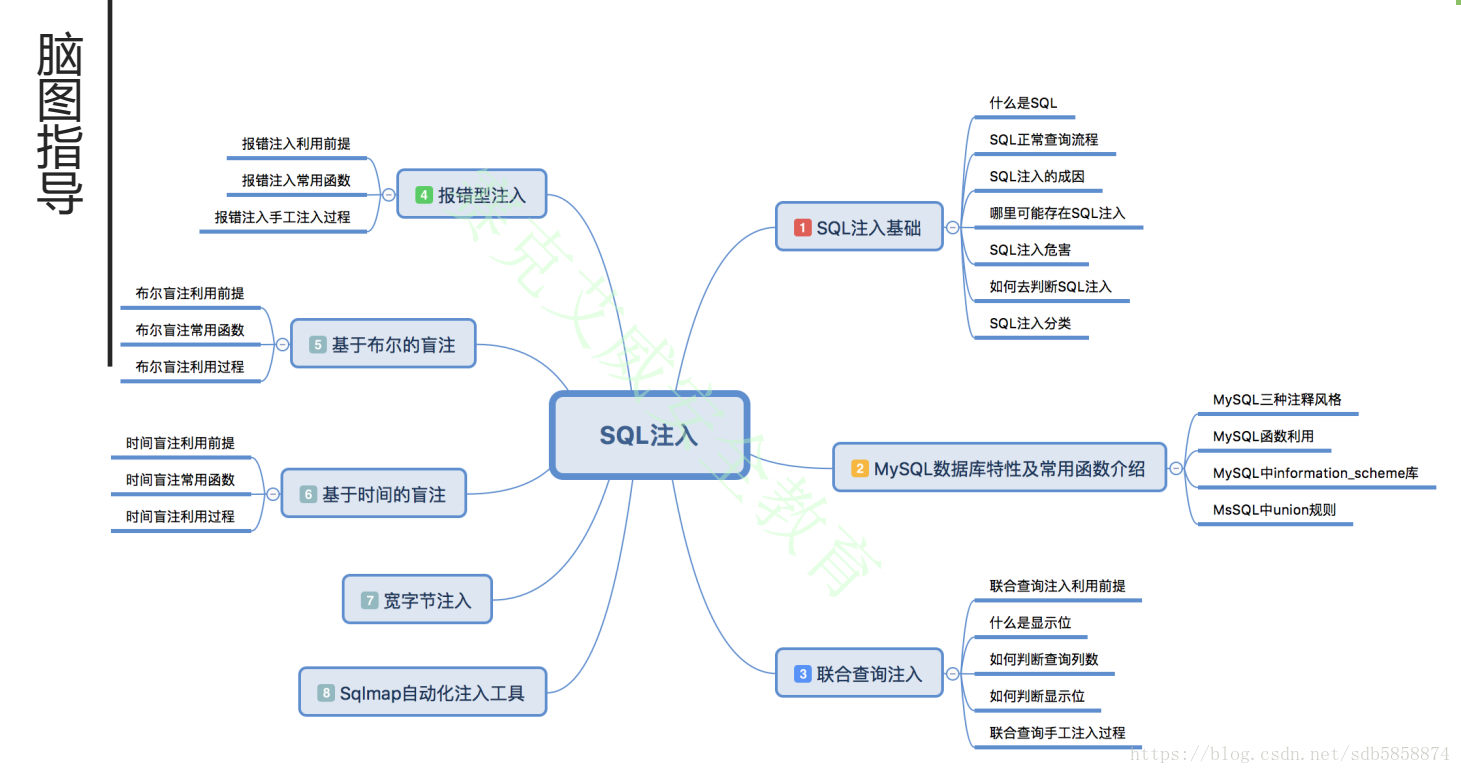 脑图指导
SQL注入
1 SQL注入基础
什么是SQL
SQL正常查询流程
SQL注入的成因
哪里可能存在SQL注入
SQL注入危害
如何去判断SQL注入
SQL注入分类
2 MySQL数据库特性及常用函数介绍
MySQL三种注释风格
MySQL函数利用
MySQL中information_scheme库
MsSQL中union规则
3 联合查询注入
联合查询注入利用前提
什么是显示位
如何判断查询列数
如何判断显示位
联合查询手工注入过程
4 报错型注入
报错注入利用前提
报错注入常用函数
报错注入手工注入过程
5 基于布尔的盲注
布尔盲注利用前提
布尔盲注常用函数
布尔盲注利用过程
6 基于时间的盲注
时间盲注利用前提
时间盲注常用函数
时间盲注利用过程
7 宽字节注入
8 Sqlmap自动化注入工具
克艾威安全教育
https://blog.csdn.net/sdb5858874